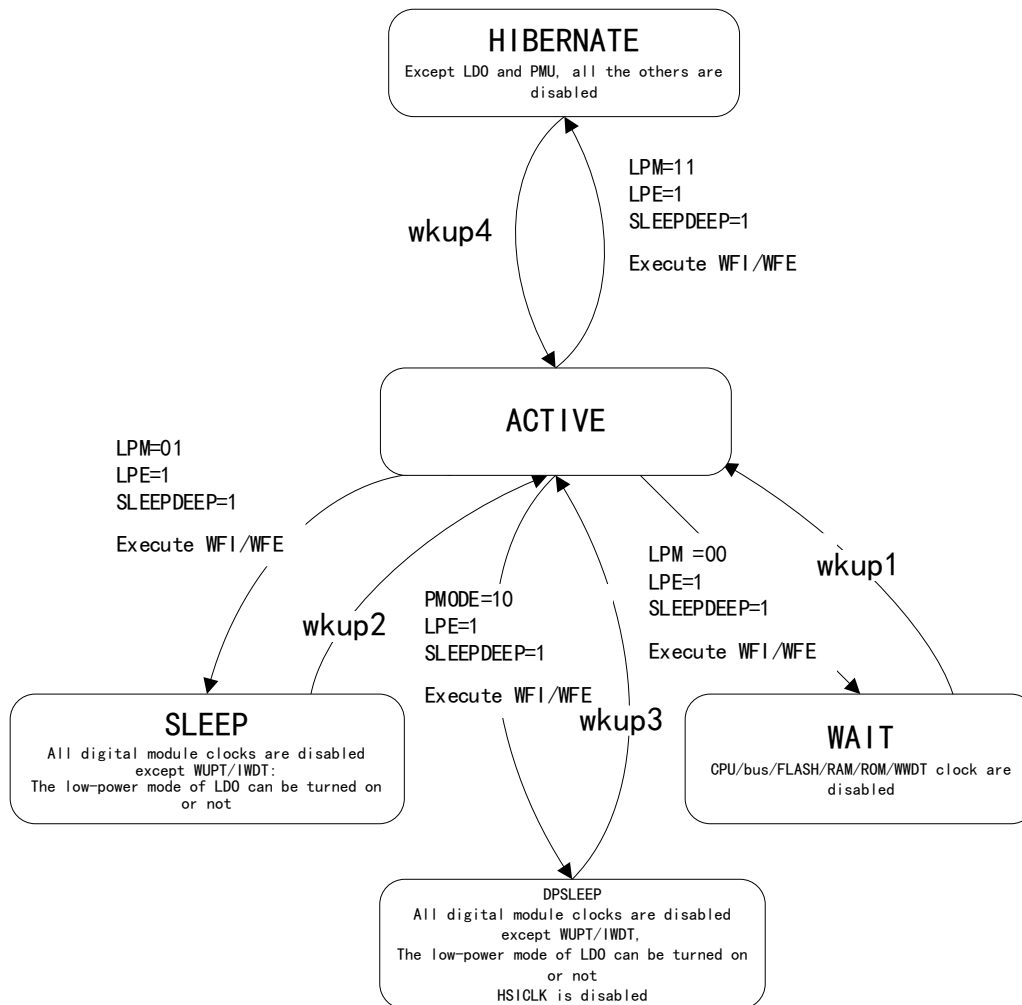 HIBERNATE
Except LDO and PMU, all the others are
disabled
LPM=11
LPE=1
SLEEPDEEP=1
Execute WFI/WFE
wkup4
ACTIVE
LPM=01
LPE=1
SLEEPDEEP=1
Execute WFI/WFE
wkup2
PMODE=10
LPE=1
SLEEPDEEP=1
Execute WFI/WFE
wkup3
LPM =00
LPE=1
SLEEPDEEP=1
Execute WFI/WFE
wkup1
SLEEP
All digital module clocks are disabled
except WUPT/IWDT:
The low-power mode of LDO can be turned on
or not
WAIT
CPU/bus/FLASH/RAM/ROM/WWDT clock are
disabled
DPSLEEP
All digital module clocks are disabled
except WUPT/IWDT,
The low-power mode of LDO can be turned on
or not
HSICLK is disabled